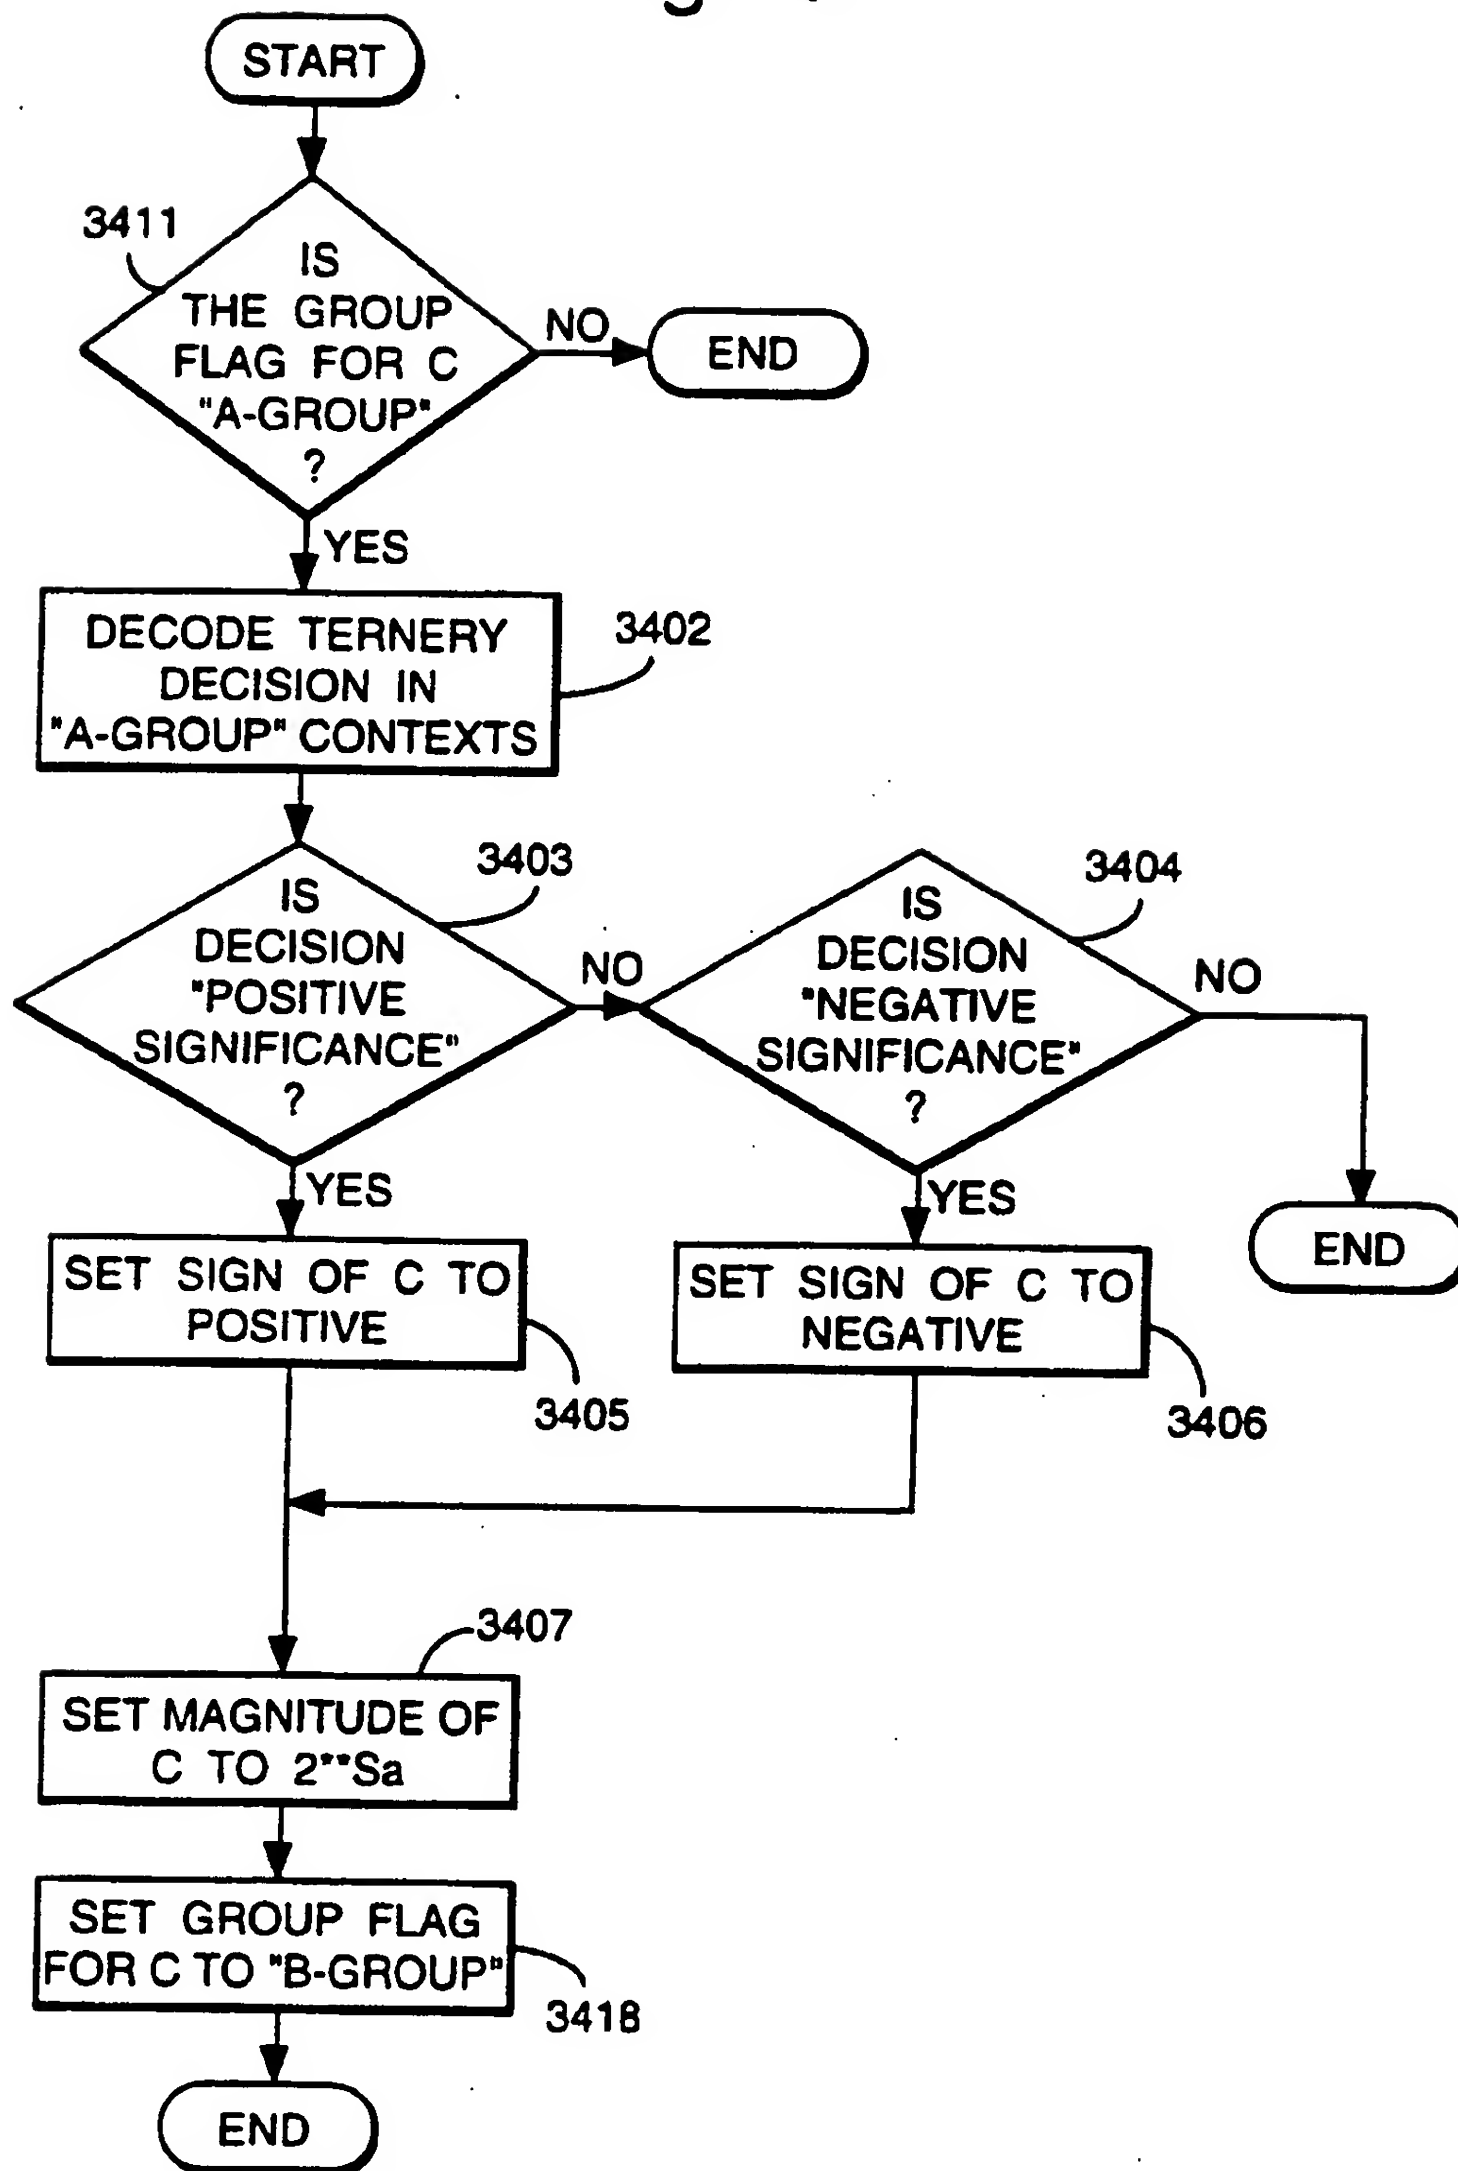 START
3411
IS
THE GROUP
FLAG FOR C
"A-GROUP"
?
NO
END
YES
DECODE TERNERY
DECISION IN
"A-GROUP" CONTEXTS
3402
3403
IS
DECISION
"POSITIVE
SIGNIFICANCE"
?
NO
3404
IS
DECISION
"NEGATIVE
SIGNIFICANCE"
?
NO
END
YES
SET SIGN OF C TO
POSITIVE
3405
YES
SET SIGN OF C TO
NEGATIVE
3406
3407
SET MAGNITUDE OF
C TO 2**Sa
SET GROUP FLAG
FOR C TO "B-GROUP"
3418
END